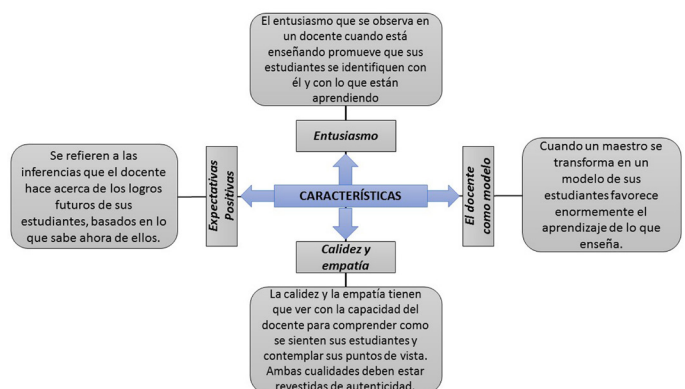 El entusiasmo que se observa en
un docente cuando está
enseñando promueve que sus
estudiantes se identifiquen con
él y con lo que están
aprendiendo
Entusiasmo
Se refieren a las
inferencias que el docente
hace acerca de los logros
futuros de sus
estudiantes, basados en lo
que sabe ahora de ellos.
Expectativas
Positivas
CARACTERÍSTICAS
El docente
como modelo
Cuando un maestro se
transforma en un
modelo de sus
estudiantes favorece
enormemente el
aprendizaje de lo que
enseña.
Calidez y
empatía
La calidez y la empatía tienen
que ver con la capacidad del
docente para comprender como
se sienten sus estudiantes y
contemplar sus puntos de vista.
Ambas cualidades deben estar
revestidas de autenticidad.